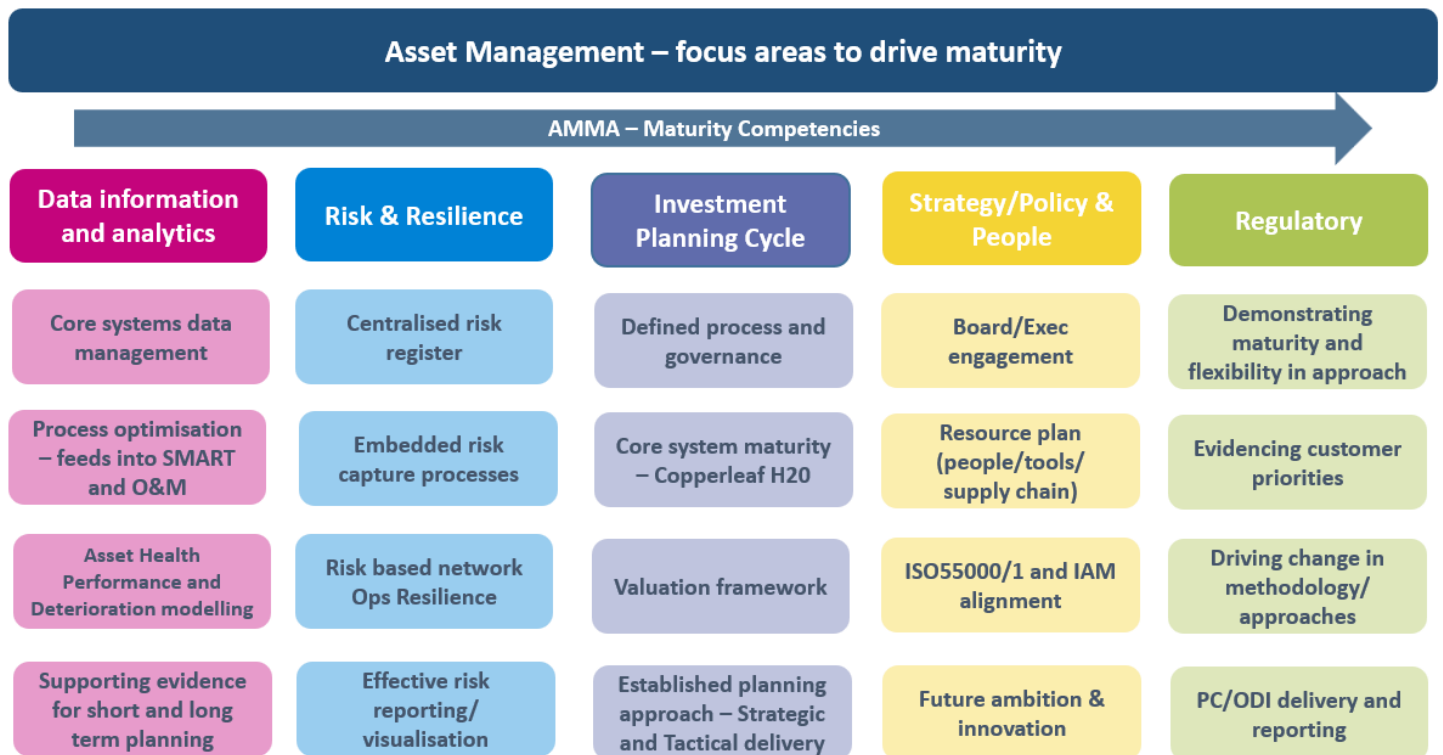 Asset Management – focus areas to drive maturity
AMMA – Maturity Competencies
Data information
and analytics
Risk & Resilience
Investment
Planning Cycle
Strategy/Policy &
People
Regulatory
Core systems data
management
Centralised risk
register
Defined process and
governance
Board/Exec
engagement
Demonstrating
maturity and
flexibility in approach
Process optimisation
– feeds into SMART
and O&M
Embedded risk
capture processes
Core system maturity
– Copperleaf H20
Resource plan
(people/tools/
supply chain)
Evidencing customer
priorities
Asset Health
Performance and
Deterioration modelling
Risk based network
Ops Resilience
Valuation framework
ISO55000/1 and IAM
alignment
Driving change in
methodology/
approaches
Supporting evidence
for short and long
term planning
Effective risk
reporting/
visualisation
Established planning
approach – Strategic
and Tactical delivery
Future ambition &
innovation
PC/ODI delivery and
reporting